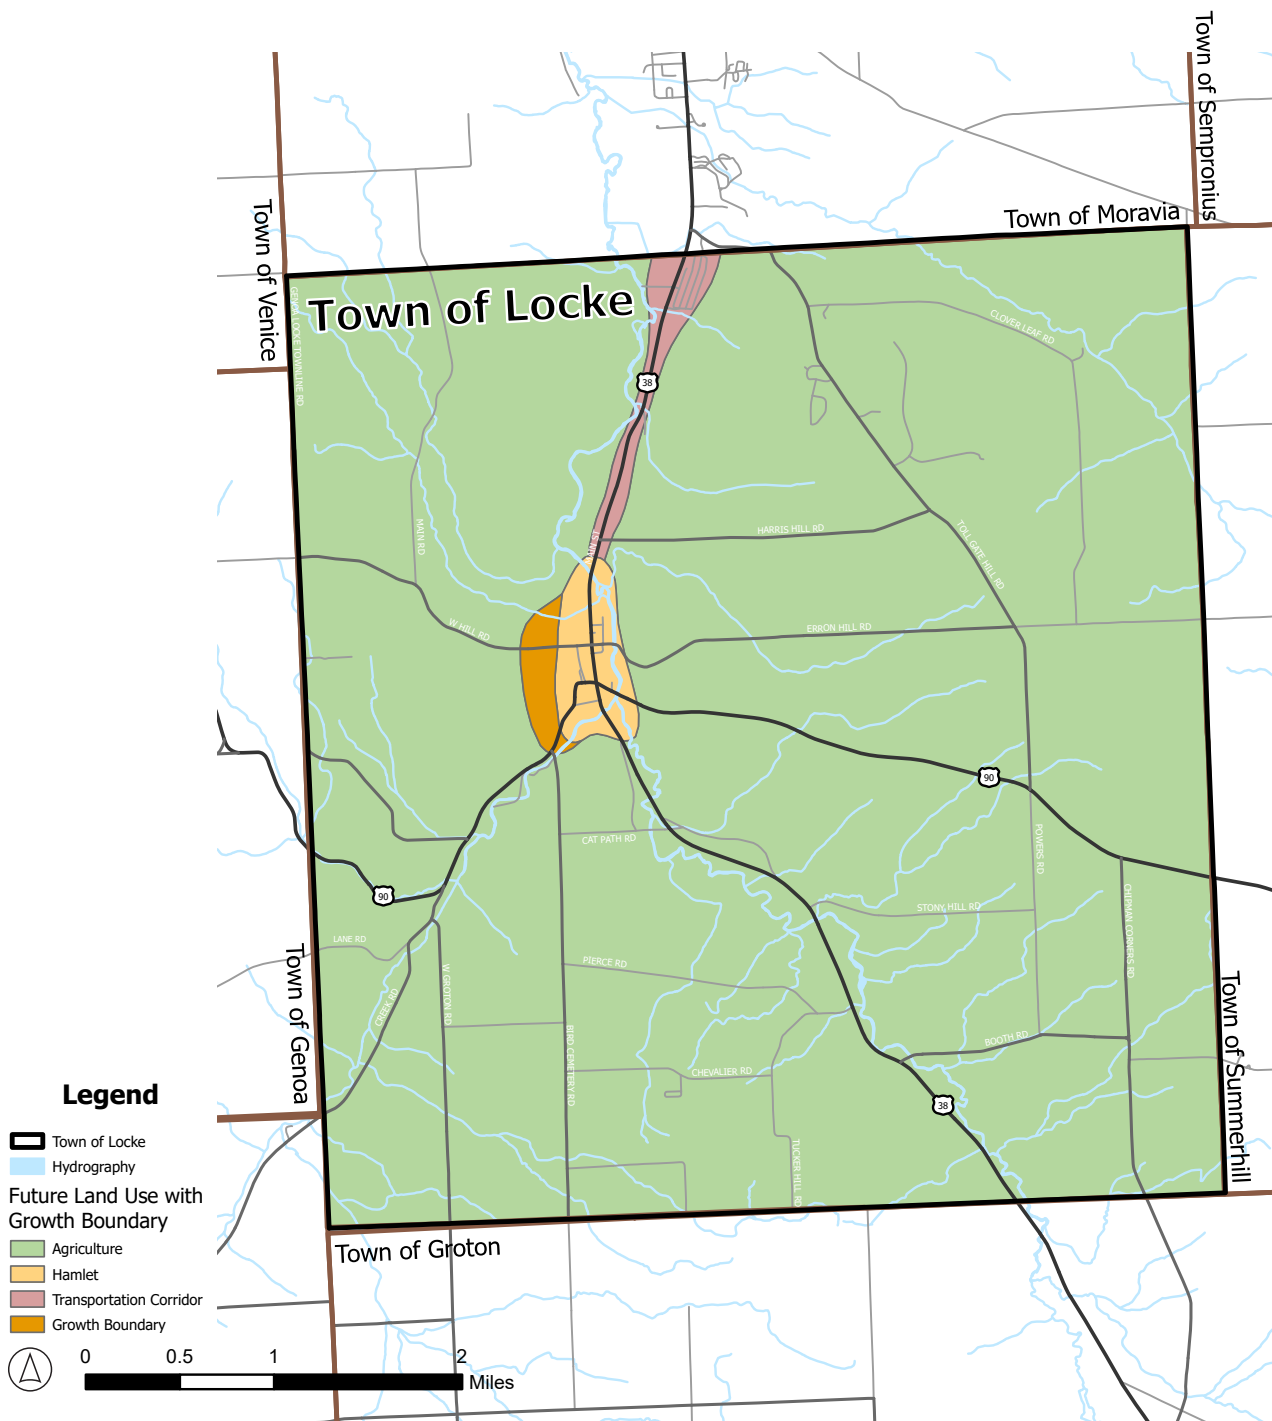 Town of Sempronius
Town of Moravia
Town of Venice
GENOA LOCKE TOWNLINE RD
Town of Locke
CLOVER LEAF RD
38
MAIN RD
MAIN ST
HARRIS HILL RD
TOLL GATE HILL RD
W HILL RD
ERRON HILL RD
90
CAT PATH RD
POWERS RD
90
CHIPMAN CORNERS RD
STONY HILL RD
LANE RD
PIERCE RD
W GROTON RD
CREEK RD
Town of Genoa
Town of Summerhill
BIRD CEMETERY RD
BOOTH RD
CHEVALIER RD
38
TUCKER HILL RD
Town of Groton
Legend
Town of Locke
Hydrography
Future Land Use with
Growth Boundary
Agriculture
Hamlet
Transportation Corridor
Growth Boundary
0 0.5 1 2
Miles